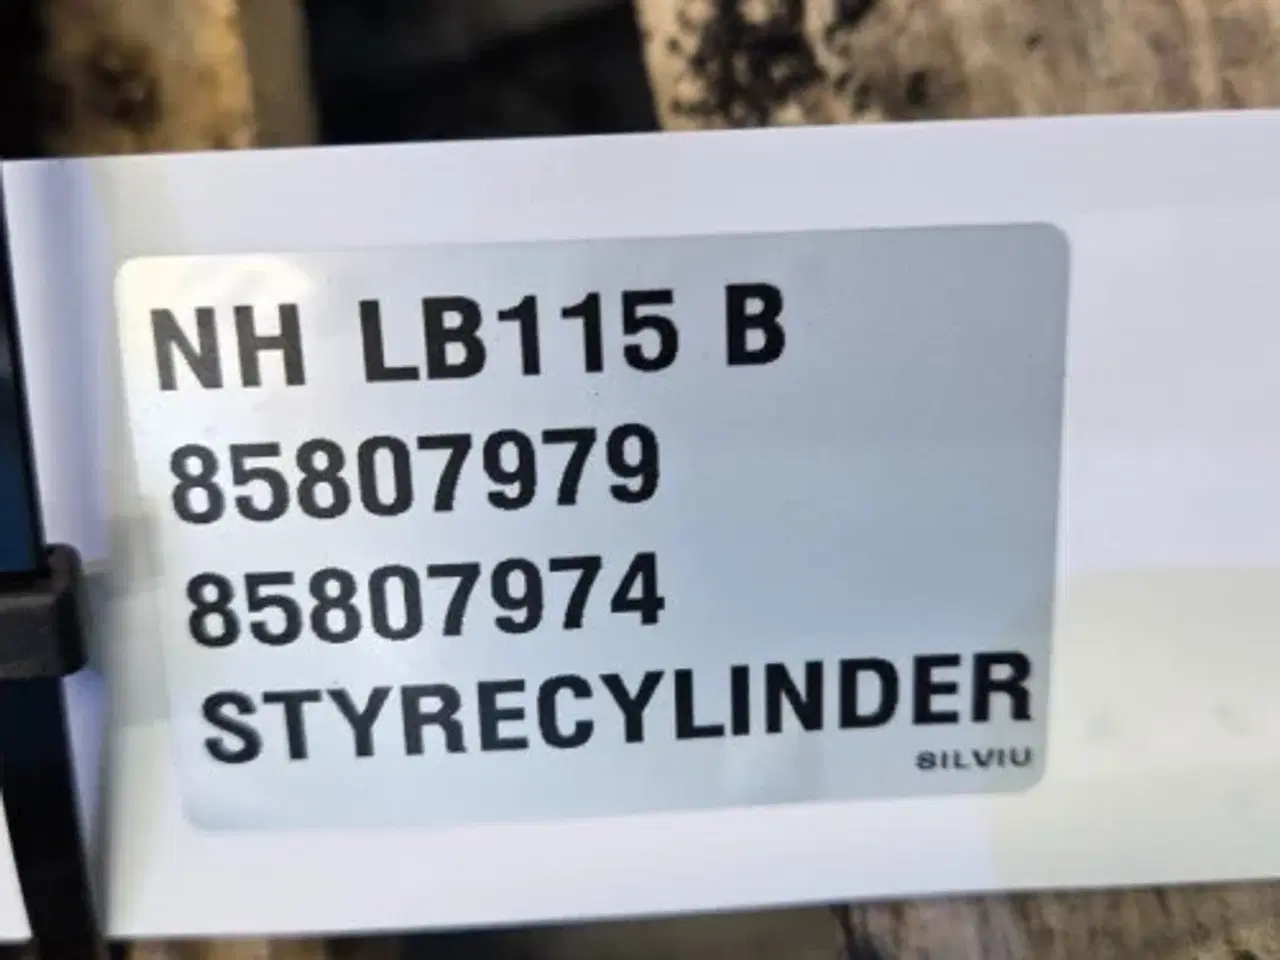 NH LB115 B
85807979
85807974
STYRECYLINDER
SILVIU